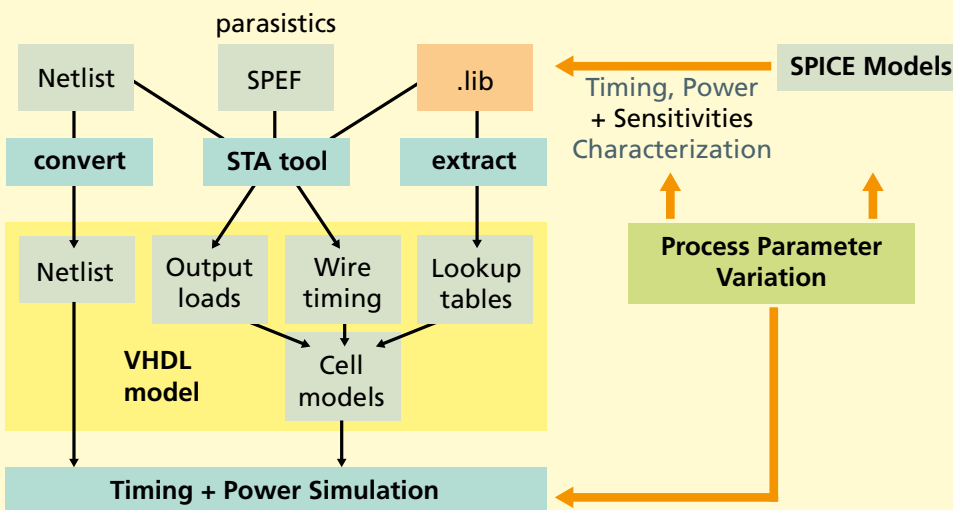 parasistics
Netlist
SPEF
.lib
SPICE Models
Timing, Power
+ Sensitivities
Characterization
convert
STA tool
extract
Process Parameter
Variation
Netlist
Output
loads
Wire
timing
Lookup
tables
VHDL
model
Cell
models
Timing + Power Simulation